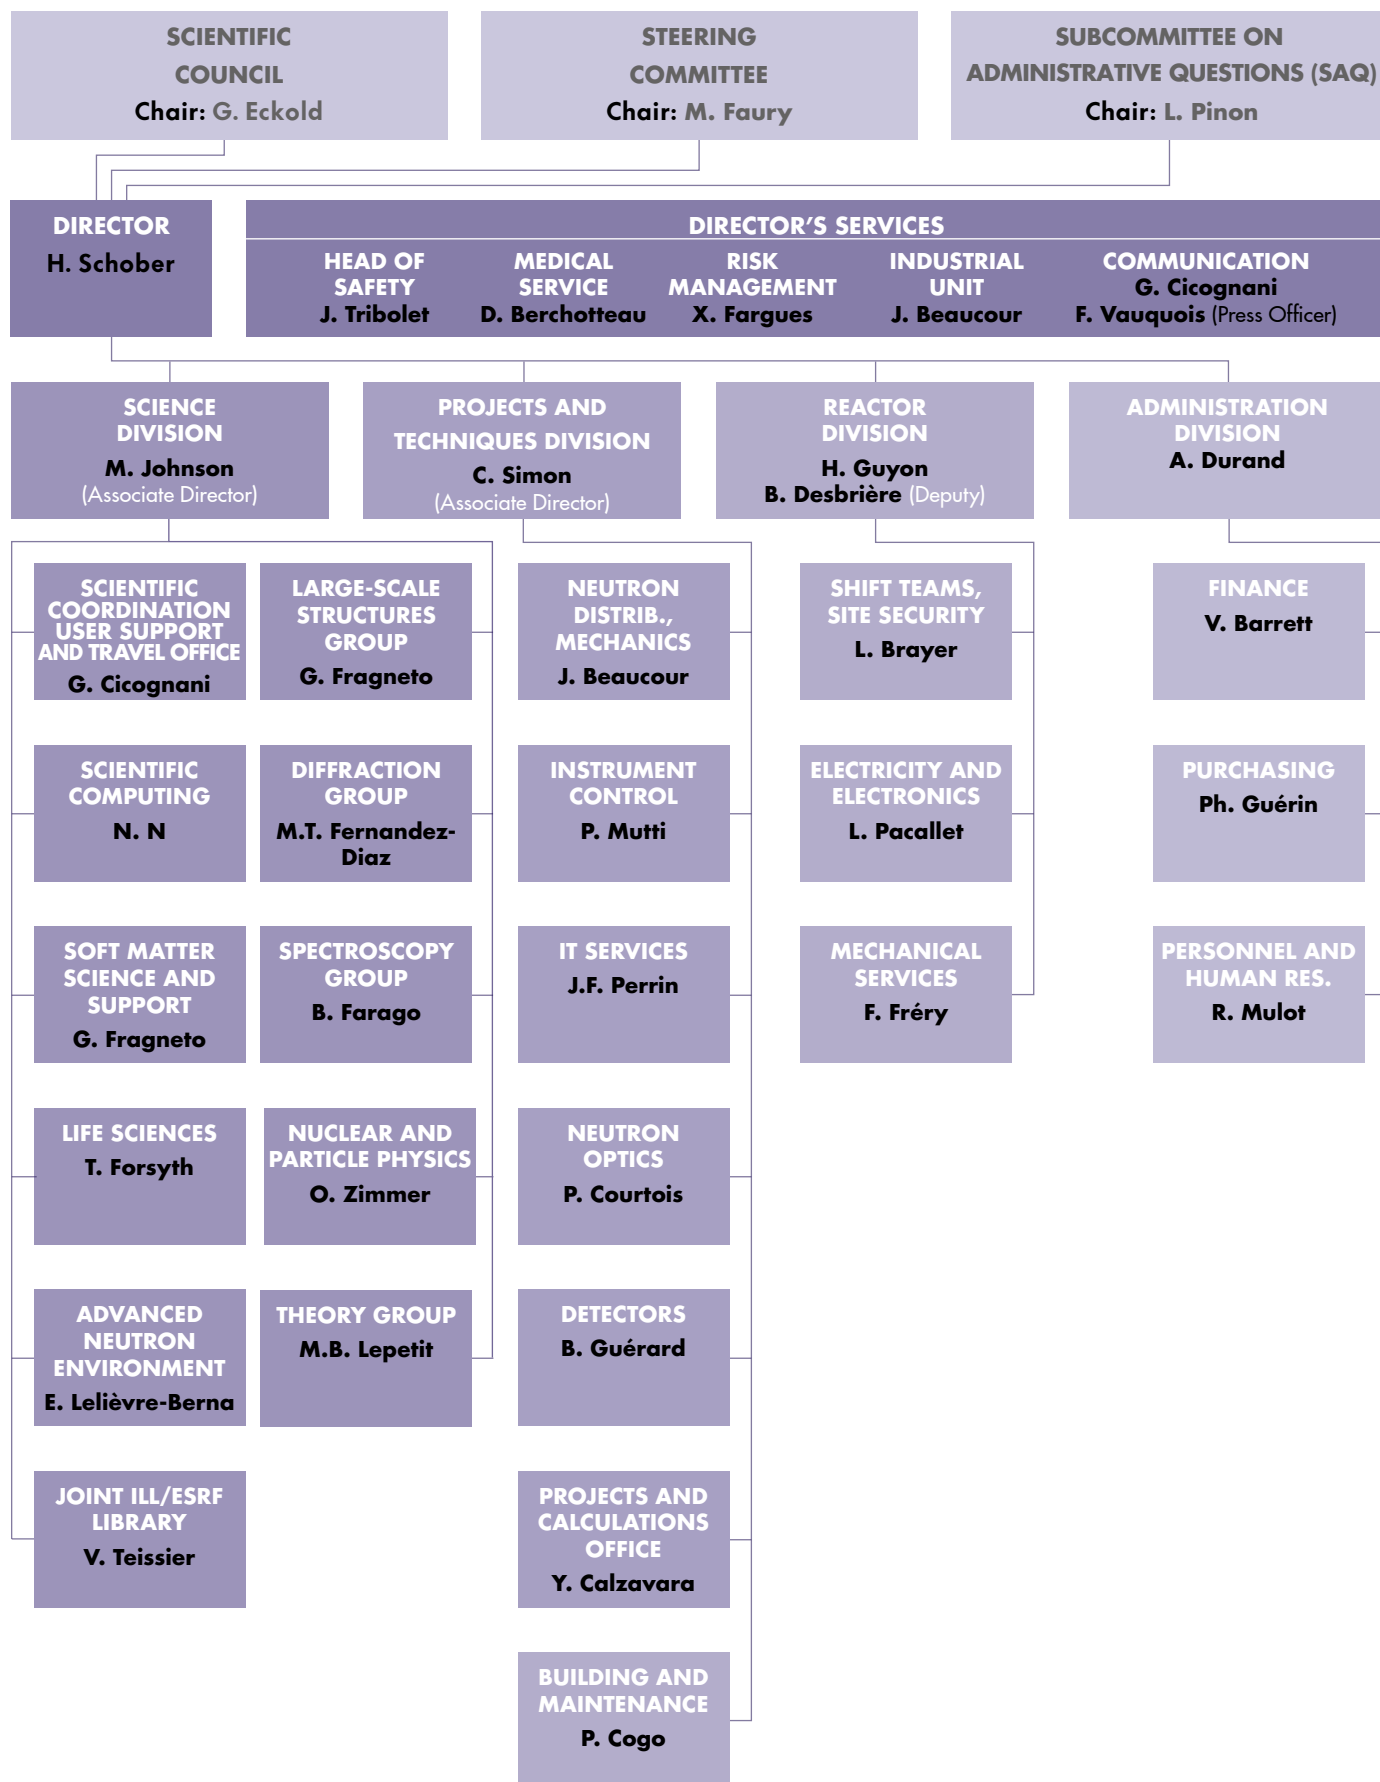 SCIENTIFIC
COUNCIL
Chair: G. Eckold
STEERING
COMMITTEE
Chair: M. Faury
SUBCOMMITTEE ON
ADMINISTRATIVE QUESTIONS (SAQ)
Chair: L. Pinon
DIRECTOR
H. Schober
DIRECTOR'S SERVICES
HEAD OF
SAFETY
J. Tribolet
MEDICAL
SERVICE
D. Berchotteau
RISK
MANAGEMENT
X. Fargues
INDUSTRIAL
UNIT
J. Beaucour
COMMUNICATION
G. Cicognani
F. Vauquois (Press Officer)
SCIENCE
DIVISION
M. Johnson
(Associate Director)
PROJECTS AND
TECHNIQUES DIVISION
C. Simon
(Associate Director)
REACTOR
DIVISION
H. Guyon
B. Desbrière (Deputy)
ADMINISTRATION
DIVISION
A. Durand
SCIENTIFIC
COORDINATION
USER SUPPORT
AND TRAVEL OFFICE
G. Cicognani
LARGE-SCALE
STRUCTURES
GROUP
G. Fragneto
NEUTRON
DISTRIB.,
MECHANICS
J. Beaucour
SHIFT TEAMS,
SITE SECURITY
L. Brayer
FINANCE
V. Barrett
SCIENTIFIC
COMPUTING
N. N
DIFFRACTION
GROUP
M.T. Fernandez-
Diaz
INSTRUMENT
CONTROL
P. Mutti
ELECTRICITY AND
ELECTRONICS
L. Pacallet
PURCHASING
Ph. Guérin
SOFT MATTER
SCIENCE AND
SUPPORT
G. Fragneto
SPECTROSCOPY
GROUP
B. Farago
IT SERVICES
J.F. Perrin
MECHANICAL
SERVICES
F. Fréry
PERSONNEL AND
HUMAN RES.
R. Mulot
LIFE SCIENCES
T. Forsyth
NUCLEAR AND
PARTICLE PHYSICS
O. Zimmer
NEUTRON
OPTICS
P. Courtois
ADVANCED
NEUTRON
ENVIRONMENT
E. Lelièvre-Berna
THEORY GROUP
M.B. Lepetit
DETECTORS
B. Guérard
JOINT ILL/ESRF
LIBRARY
V. Teissier
PROJECTS AND
CALCULATIONS
OFFICE
Y. Calzavara
BUILDING AND
MAINTENANCE
P. Cogo